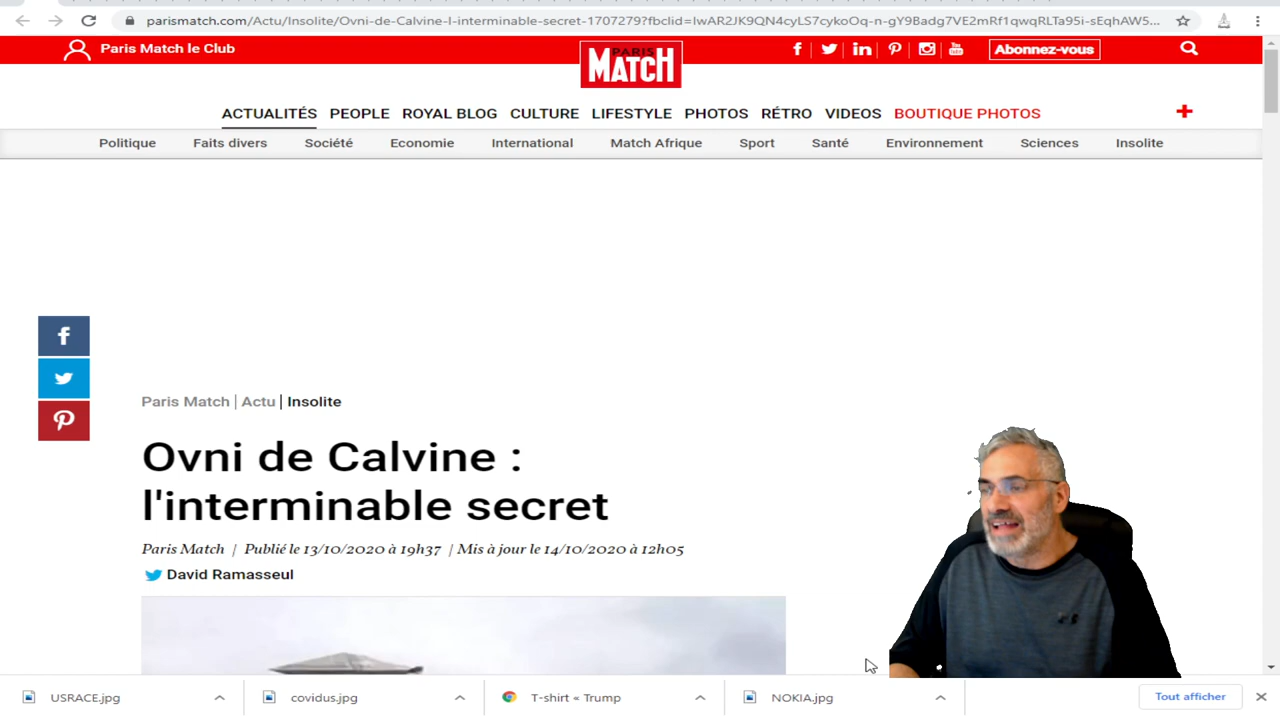 parismatch.com/Actu/Insolite/Ovni-de-Calvine-l-interminable-secret-1707279?fbclid=IwAR2JK9QN4cyLS7cykoOq-n-gY9Badg7VE2mRf1qwqRLTa95i-sEqhAW5...
Paris Match le Club
PARIS
MATCH
Abonnez-vous
ACTUALITÉS PEOPLE ROYAL BLOG CULTURE LIFESTYLE PHOTOS RÉTRO VIDEOS BOUTIQUE PHOTOS
Politique Faits divers Société Economie International Match Afrique Sport Santé Environnement Sciences Insolite
Paris Match | Actu | Insolite
Ovni de Calvine :
l'interminable secret
Paris Match | Publié le 13/10/2020 à 19h37 | Mis à jour le 14/10/2020 à 12h05
David Ramasseul
USRACE.jpg covidus.jpg T-shirt « Trump NOKIA.jpg Tout afficher